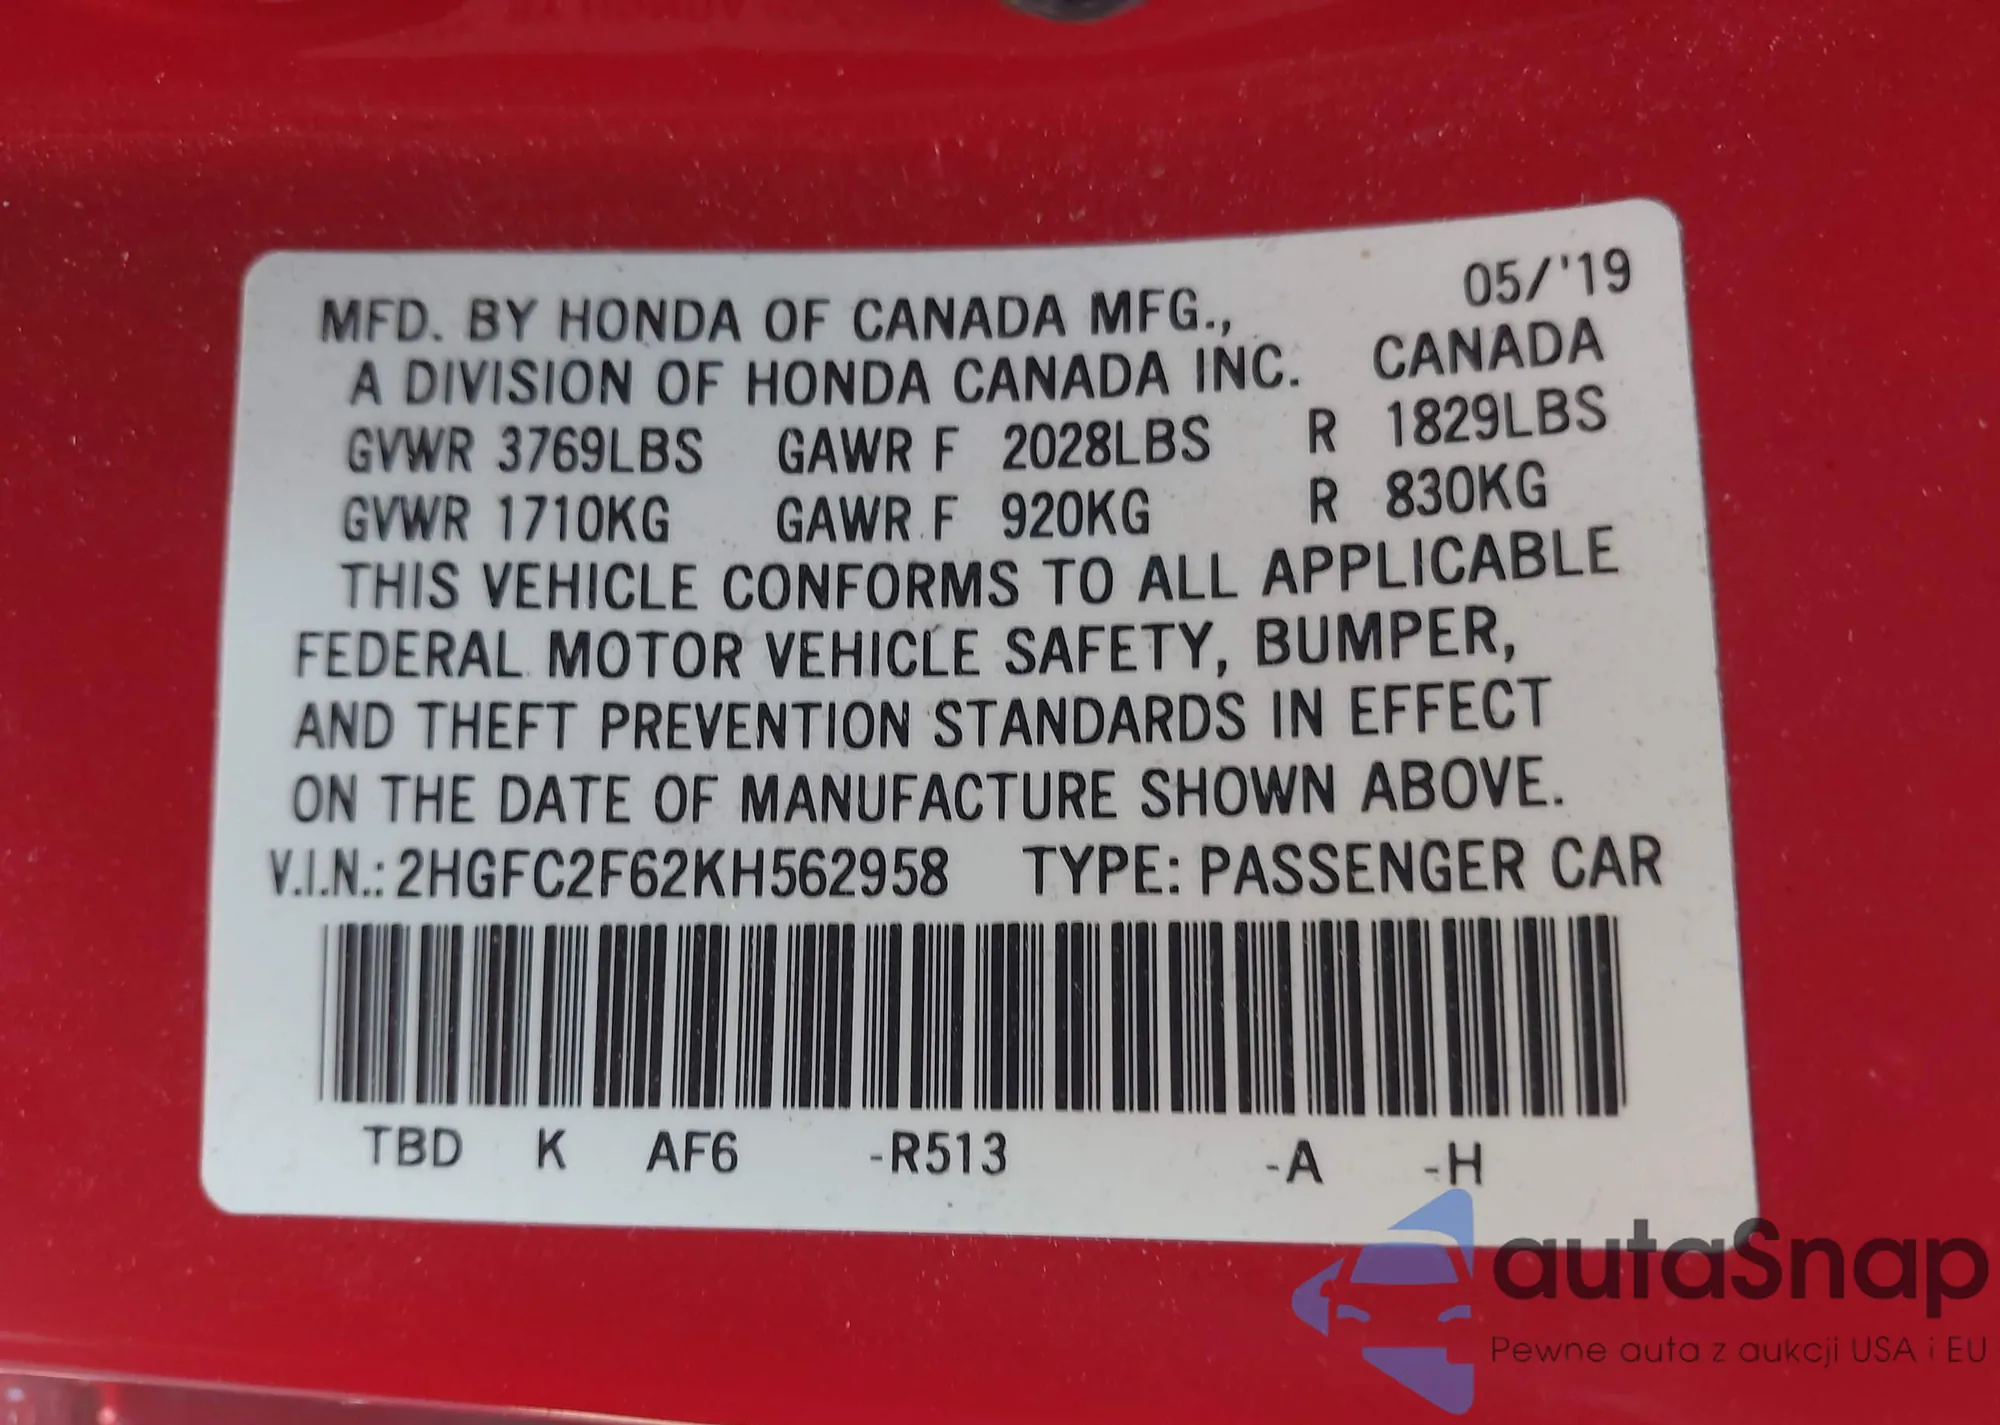 MFD. BY HONDA OF CANADA MFG., 05/'19
A DIVISION OF HONDA CANADA INC. CANADA
GVWR 3769LBS GAWR F 2028LBS R 1829LBS
GVWR 1710KG GAWR F 920KG R 830KG
THIS VEHICLE CONFORMS TO ALL APPLICABLE
FEDERAL MOTOR VEHICLE SAFETY, BUMPER,
AND THEFT PREVENTION STANDARDS IN EFFECT
ON THE DATE OF MANUFACTURE SHOWN ABOVE.
V.I.N.: 2HGFC2F62KH562958 TYPE: PASSENGER CAR
TBD K AF6 -R513 -A -H
autaSnap
Pewne auta z aukcji USA i EU